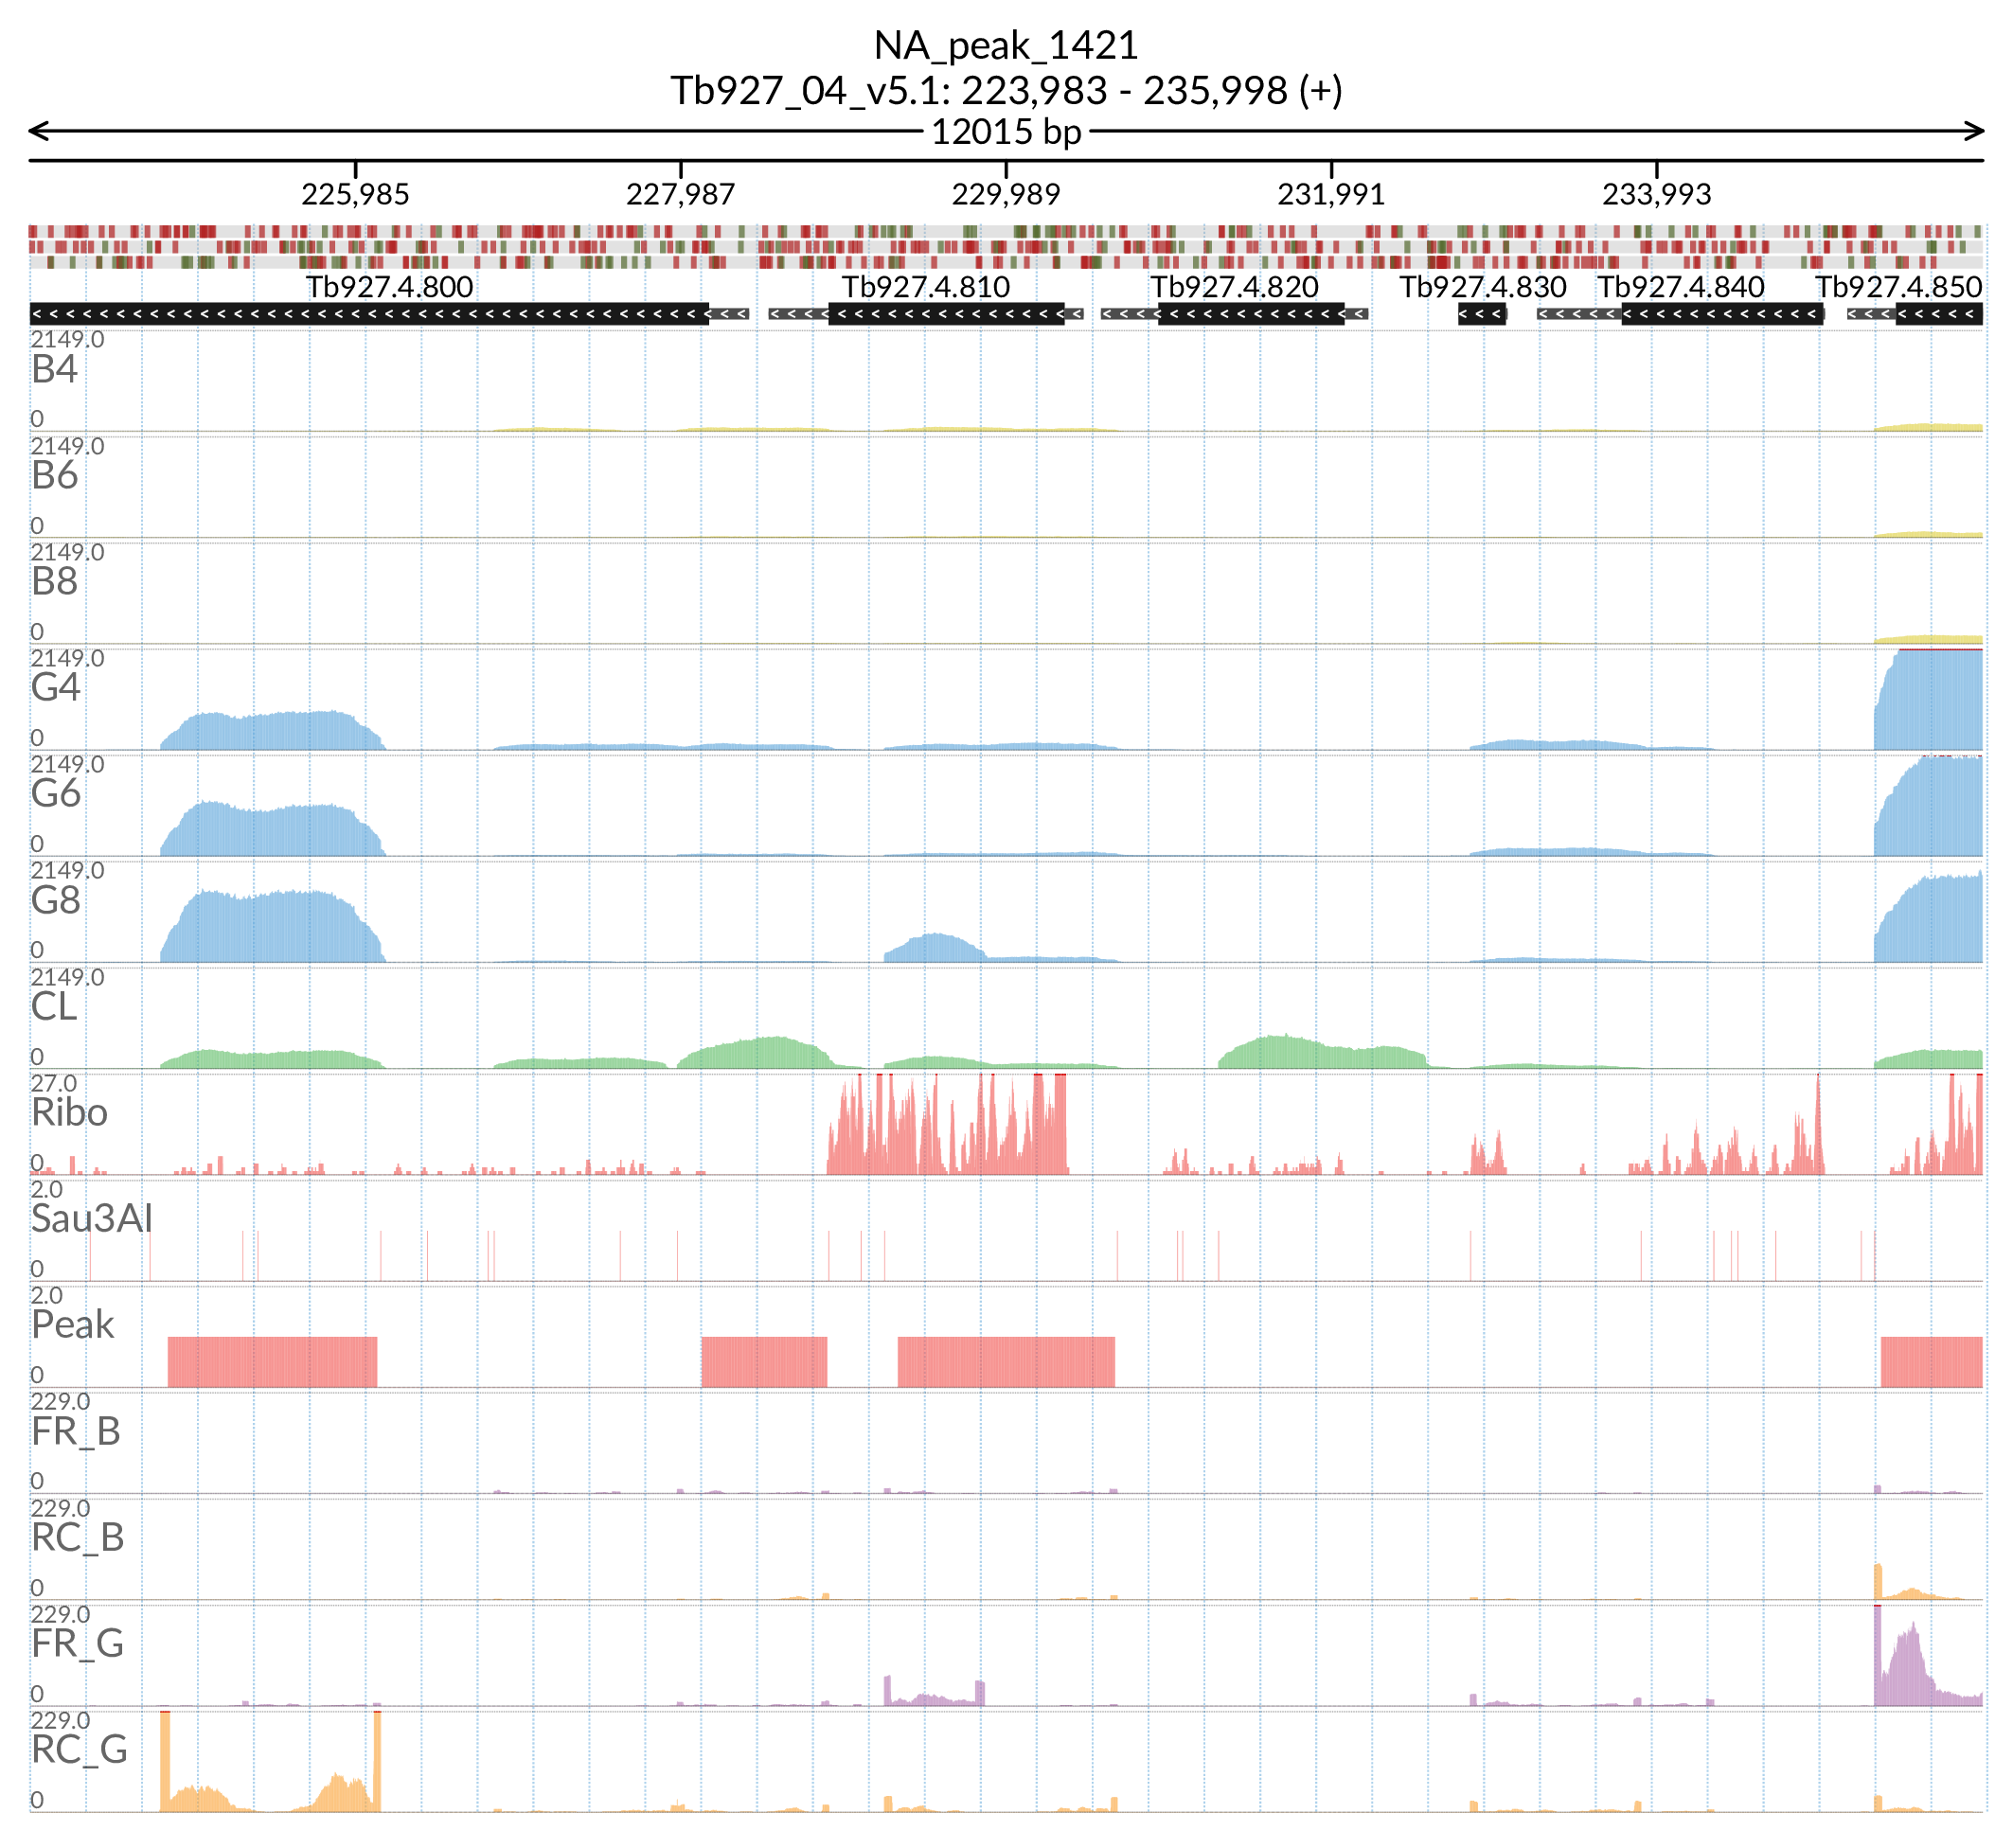 NA_peak_1421
Tb927_04_v5.1: 223,983 - 235,998 (+)
12015 bp
225,985 227,987 229,989 231,991 233,993
Tb927.4.800 Tb927.4.810 Tb927.4.820 Tb927.4.830 Tb927.4.840 Tb927.4.850
2149.0
B4
0
2149.0
B6
0
2149.0
B8
0
2149.0
G4
0
2149.0
G6
0
2149.0
G8
0
2149.0
CL
0
27.0
Ribo
0
2.0
Sau3AI
0
2.0
Peak
0
229.0
FR_B
0
229.0
RC_B
0
229.0
FR_G
0
229.0
RC_G
0